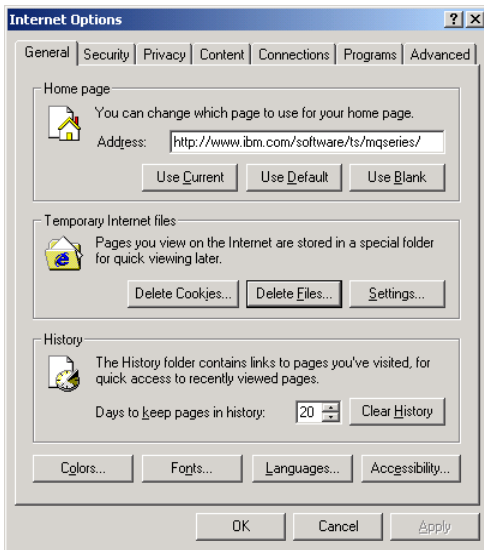 Internet Options
General Security Privacy Content Connections Programs Advanced
Home page
You can change which page to use for your home page.
Address: http://www.ibm.com/software/ts/mqseries/
Use Current Use Default Use Blank
Temporary Internet files
Pages you view on the Internet are stored in a special folder
for quick viewing later.
Delete Cookies... Delete Files... Settings...
History
The History folder contains links to pages you've visited, for
quick access to recently viewed pages.
Days to keep pages in history: 20 Clear History
Colors... Fonts... Languages... Accessibility...
OK Cancel Apply